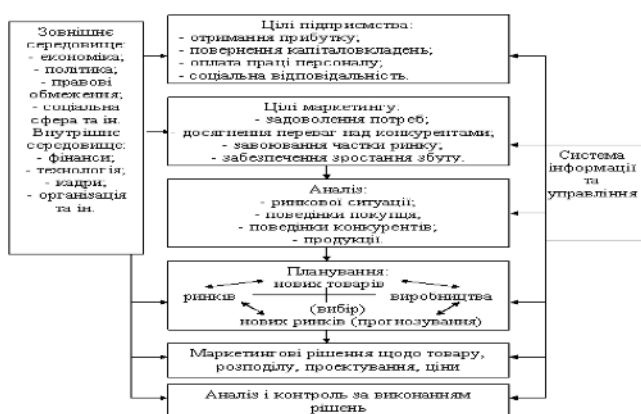 Зовнішнє
середовище:
- економіка;
- політика;
- правові
обмеження;
- соціальна
сфера та ін.
Внутрішнє
середовище:
- фінанси;
- технологія;
- кадри;
- організація
та ін.
Цілі підприємства:
- отримання прибутку;
- повернення капіталовкладень;
- оплата праці персоналу;
- соціальна відповідальність.
Цілі маркетингу:
- задоволення потреб;
- досягнення переваг над конкурентами;
- завоювання частки ринку;
- забезпечення зростання збуту.
Аналіз:
- ринкової ситуації;
- поведінки покупця,
- поведінки конкурентів;
- продукції.
Планування:
нових товарів
ринків виробництва
(вибір)
нових ринків (прогнозування)
Маркетингові рішення щодо товару,
розподілу, проектування, ціни
Аналіз і контроль за виконанням
рішень
Система
інформації
та
управління